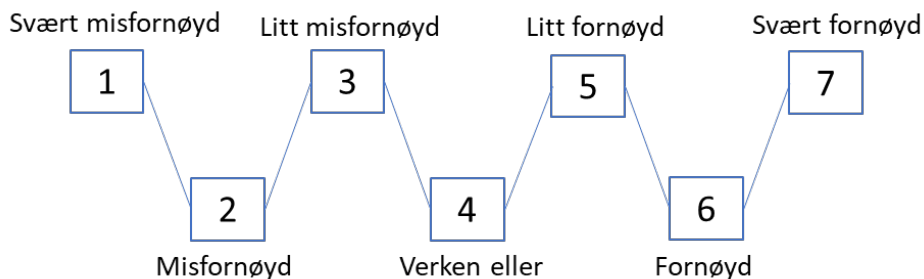 Svært misfornøyd
Litt misfornøyd
Litt fornøyd
Svært fornøyd
1
3
5
7
2
4
6
Misfornøyd
Verken eller
Fornøyd